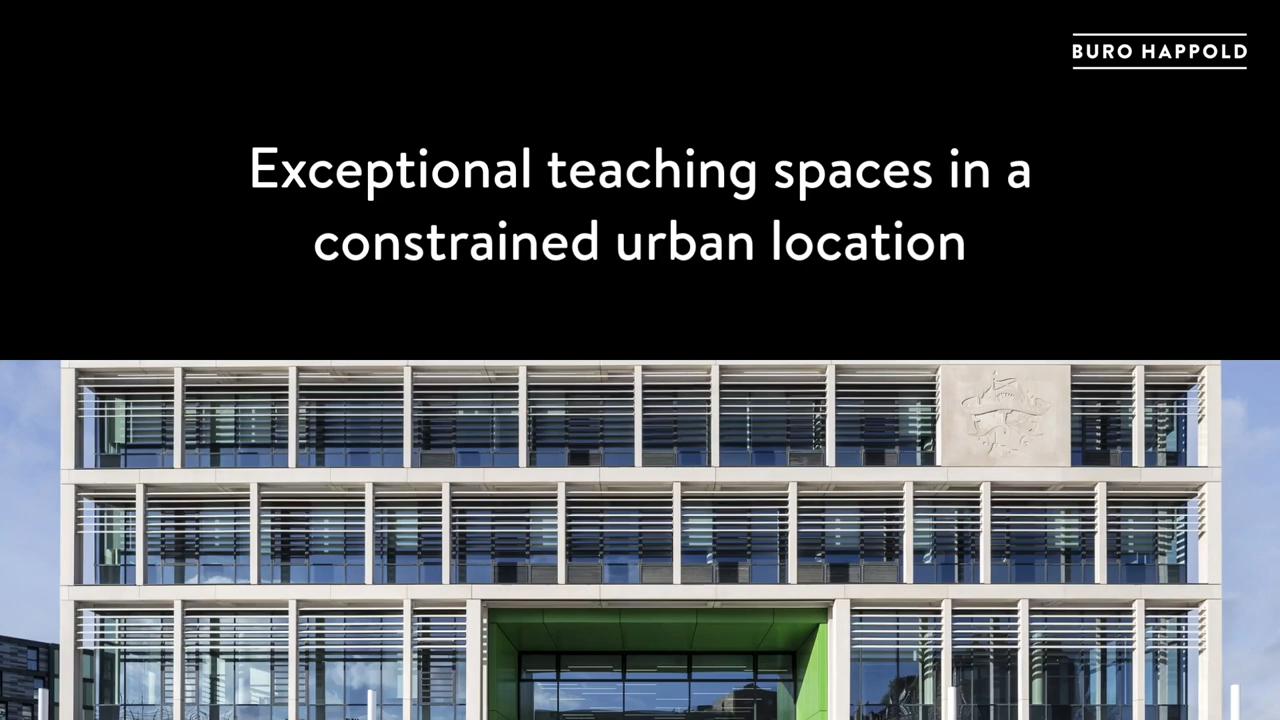 BURO HAPPOLD
Exceptional teaching spaces in a
constrained urban location